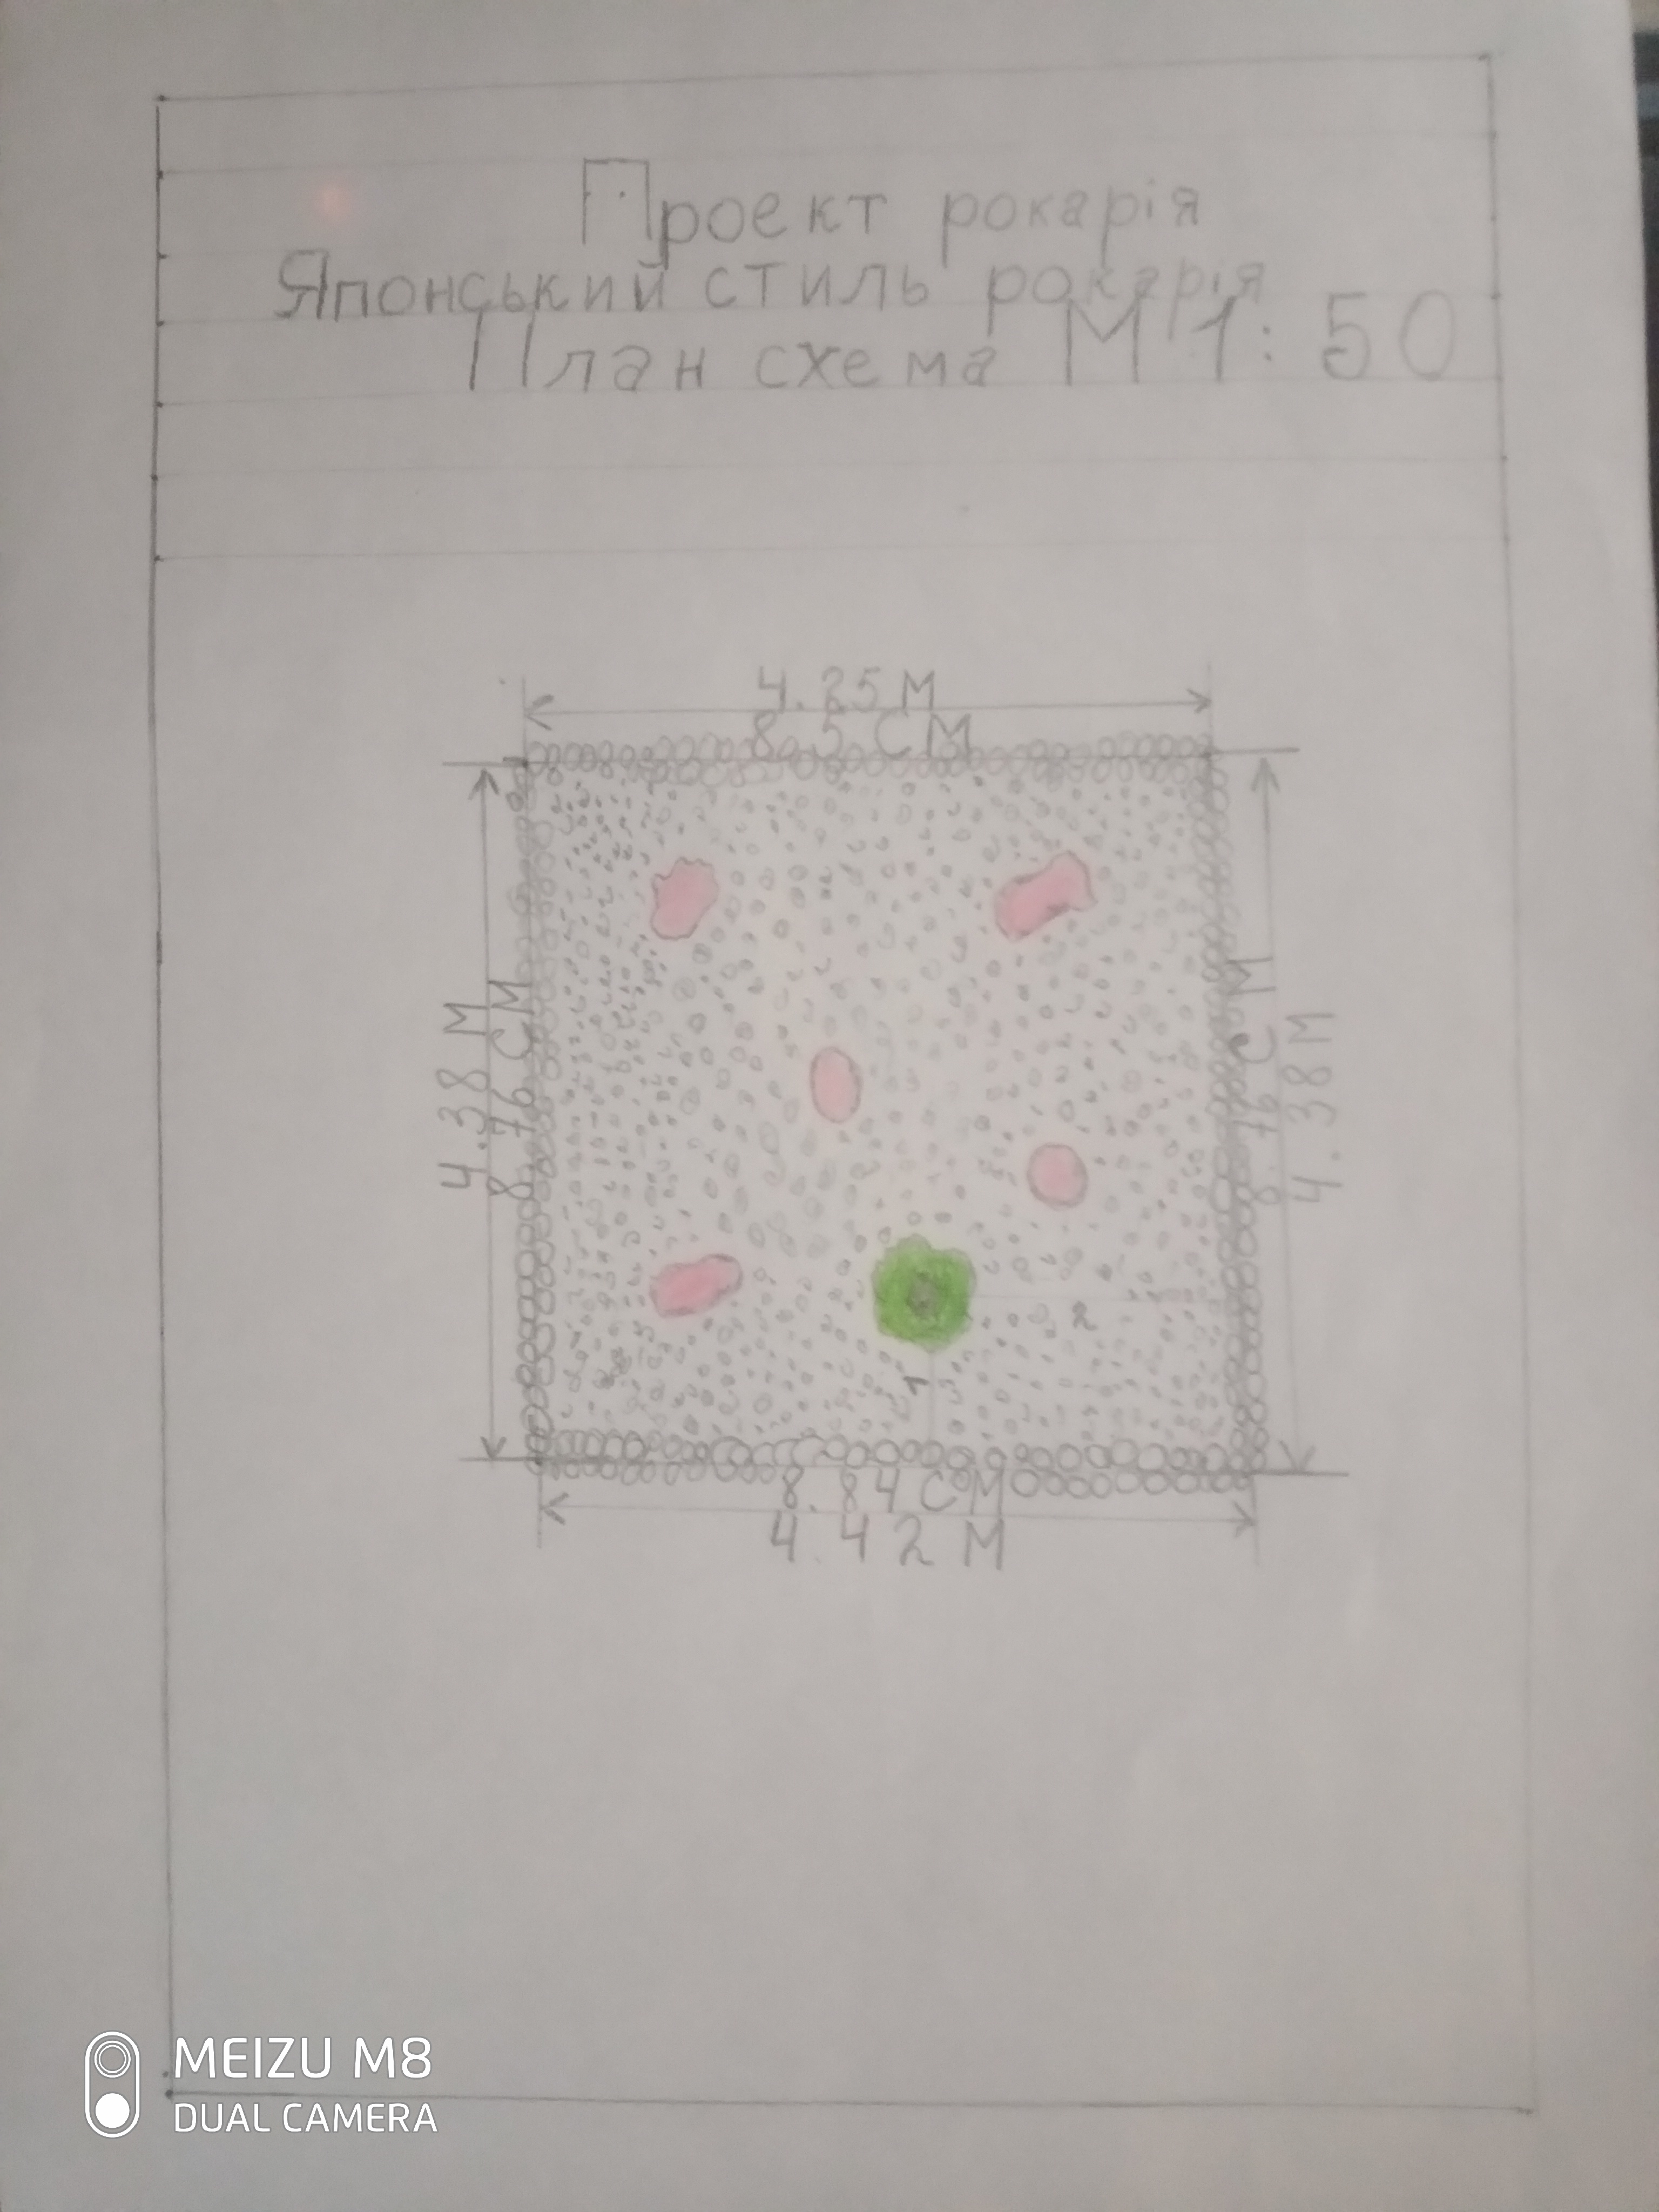 Проект рокарія
Японський стиль рокарія
План схема М 1: 50
4.25 М
8.5 СМ
4.38 М
8.76 СМ
8.76 СМ
4.38 М
2
1
8.84 СМ
4.42 М
MEIZU M8
DUAL CAMERA